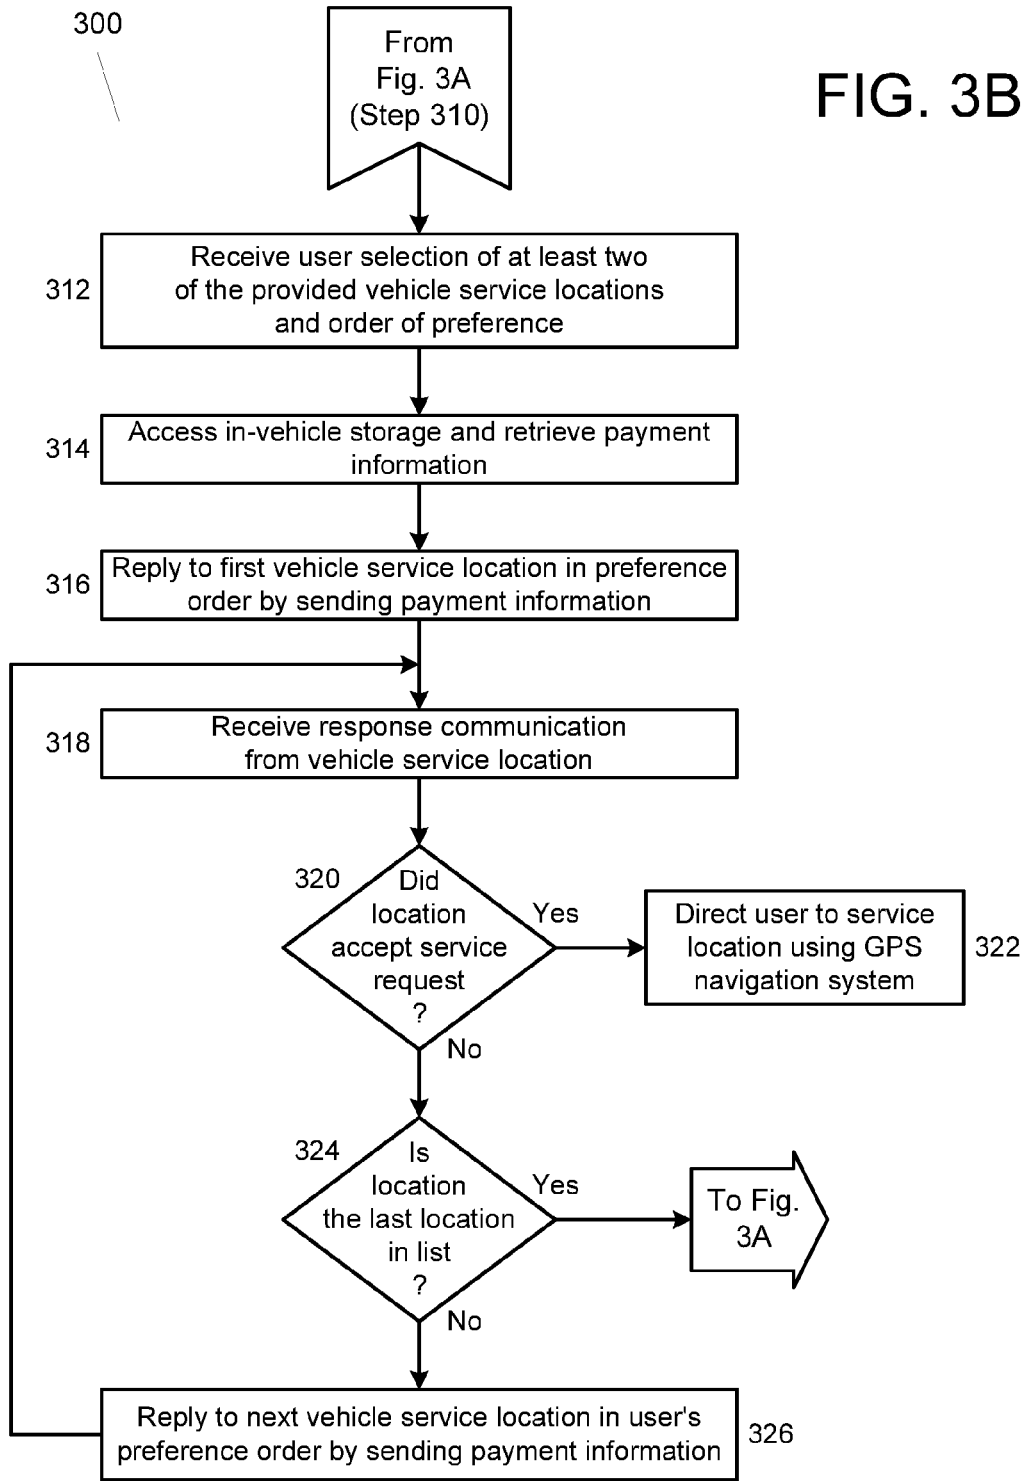 300
From
Fig. 3A
(Step 310)
FIG. 3B
312
Receive user selection of at least two
of the provided vehicle service locations
and order of preference
314
Access in-vehicle storage and retrieve payment
information
316
Reply to first vehicle service location in preference
order by sending payment information
318
Receive response communication
from vehicle service location
320
Did
location
accept service
request
?
Yes
Direct user to service
location using GPS
navigation system
322
No
324
Is
location
the last location
in list
?
Yes
To Fig.
3A
No
Reply to next vehicle service location in user's
preference order by sending payment information
326